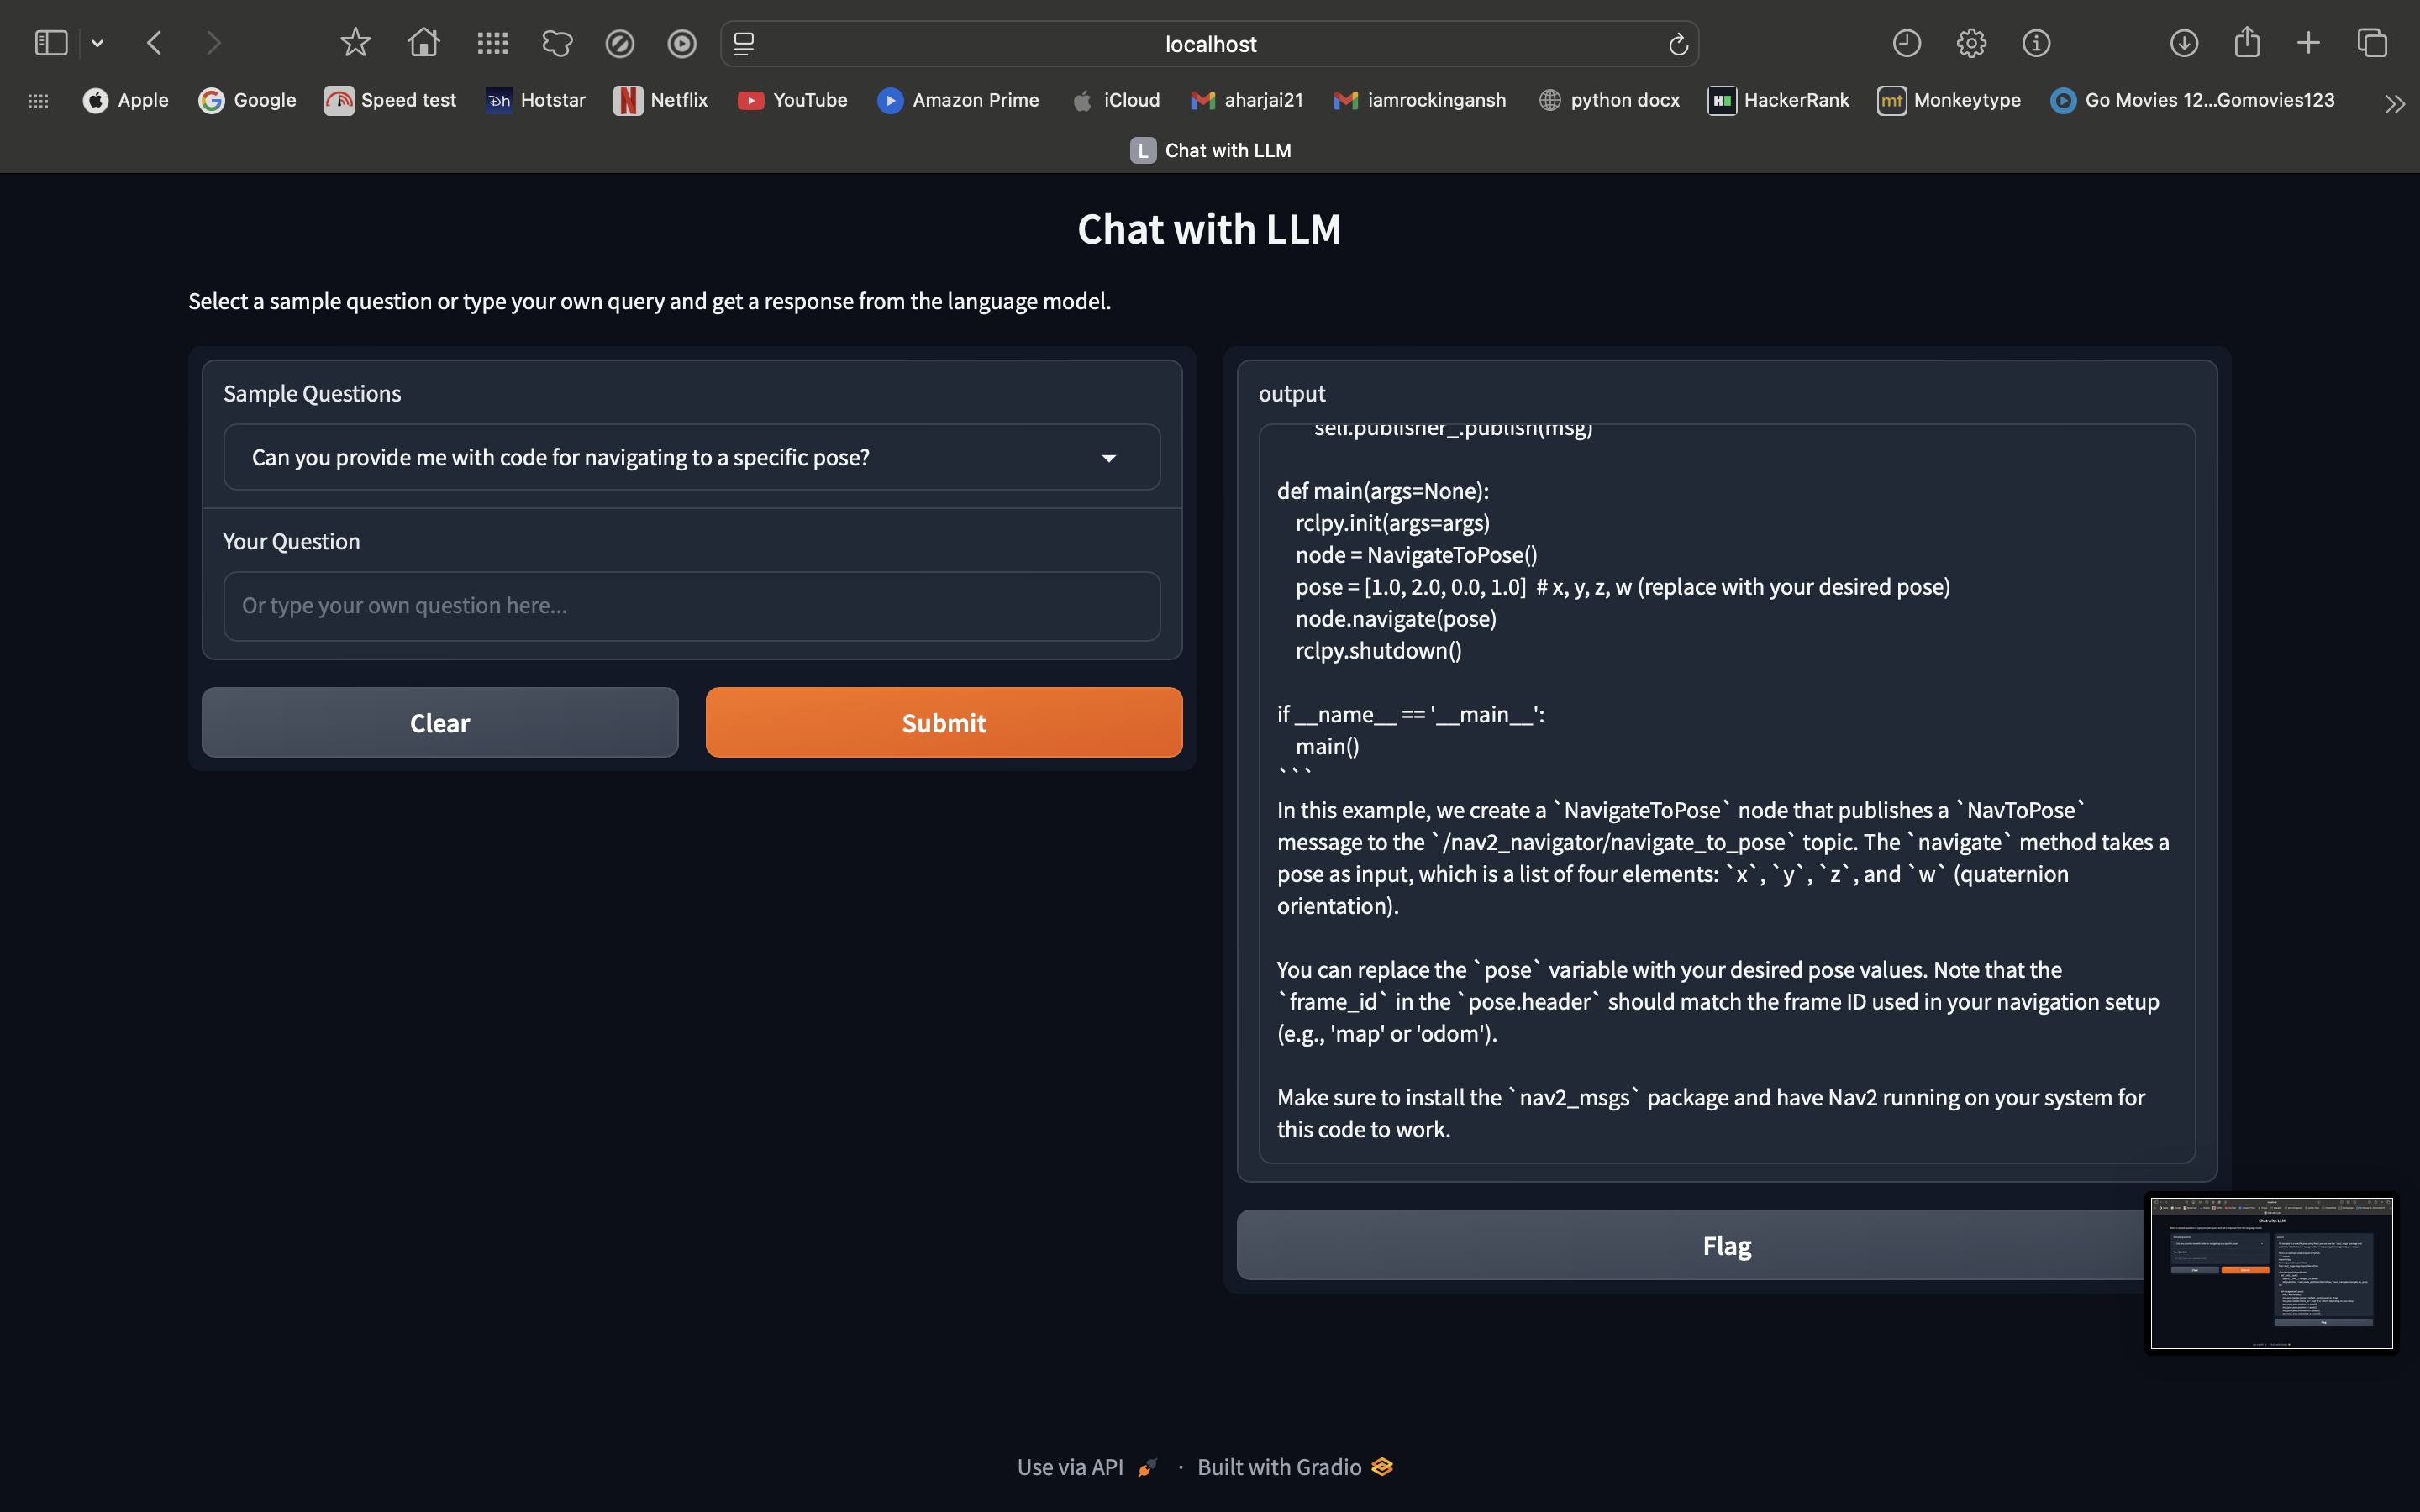 localhost
Apple
Google
Speed test
Hotstar
Netflix
YouTube
Amazon Prime
iCloud
aharjai21
iamrockingansh
python docx
HackerRank
Monkeytype
Go Movies 12...Gomovies123
L Chat with LLM
Chat with LLM
Select a sample question or type your own query and get a response from the language model.
Sample Questions
Can you provide me with code for navigating to a specific pose?
Your Question
Or type your own question here...
Clear
Submit
output
self.publisher_.publish(msg)
def main(args=None):
rclpy.init(args=args)
node = NavigateToPose()
pose = [1.0, 2.0, 0.0, 1.0]  # x, y, z, w (replace with your desired pose)
node.navigate(pose)
rclpy.shutdown()
if __name__ == '__main__':
main()
```
In this example, we create a `NavigateToPose` node that publishes a `NavToPose`
message to the `/nav2_navigator/navigate_to_pose` topic. The `navigate` method takes a
pose as input, which is a list of four elements: `x`, `y`, `z`, and `w` (quaternion
orientation).
You can replace the `pose` variable with your desired pose values. Note that the
`frame_id` in the `pose.header` should match the frame ID used in your navigation setup
(e.g., 'map' or 'odom').
Make sure to install the `nav2_msgs` package and have Nav2 running on your system for
this code to work.
Flag
Use via API · Built with Gradio